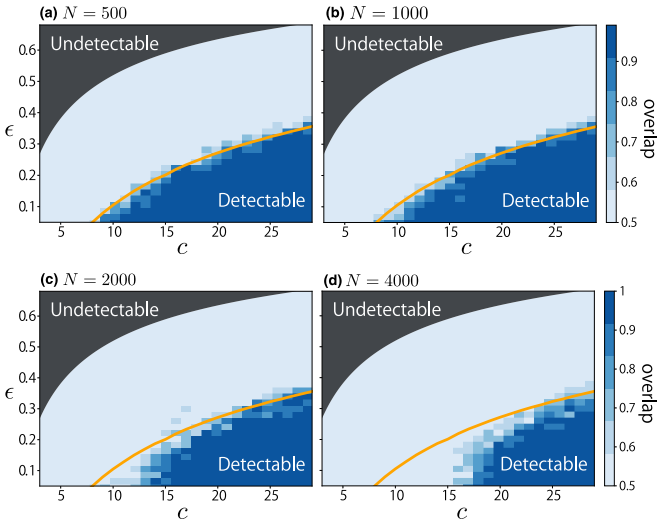 (a) N = 500
(b) N = 1000
Undetectable
Undetectable
Detectable
Detectable
ϵ
0.6
0.5
0.4
0.3
0.2
0.1
5 10 15 20 25
c
5 10 15 20 25
c
0.9
0.8
0.7
0.6
0.5
overlap
(c) N = 2000
(d) N = 4000
Undetectable
Undetectable
Detectable
Detectable
ϵ
0.6
0.5
0.4
0.3
0.2
0.1
5 10 15 20 25
c
5 10 15 20 25
c
1
0.9
0.8
0.7
0.6
0.5
overlap